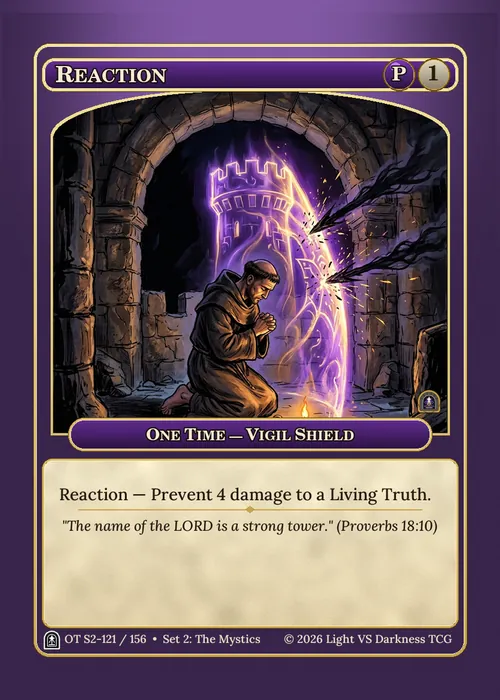 REACTION P 1
ONE TIME — VIGIL SHIELD
Reaction — Prevent 4 damage to a Living Truth.
"The name of the LORD is a strong tower." (Proverbs 18:10)
OT S2-121 / 156 • Set 2: The Mystics © 2026 Light VS Darkness TCG